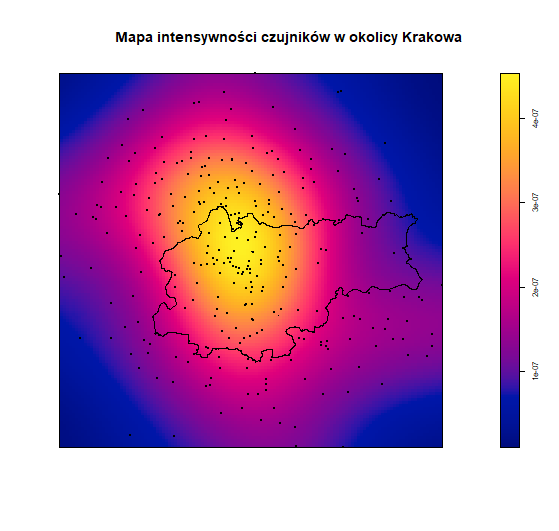 Mapa intensywności czujników w okolicy Krakowa
4e-07
3e-07
2e-07
1e-07